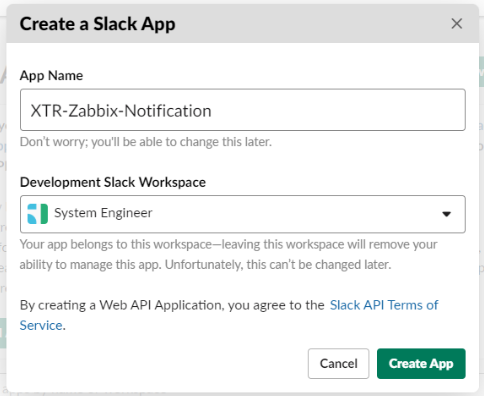 Create a Slack App
App Name
XTR-Zabbix-Notification
Don't worry; you'll be able to change this later.
Development Slack Workspace
System Engineer
Your app belongs to this workspace—leaving this workspace will remove your
ability to manage this app. Unfortunately, this can't be changed later.
By creating a Web API Application, you agree to the Slack API Terms of
Service.
Cancel
Create App